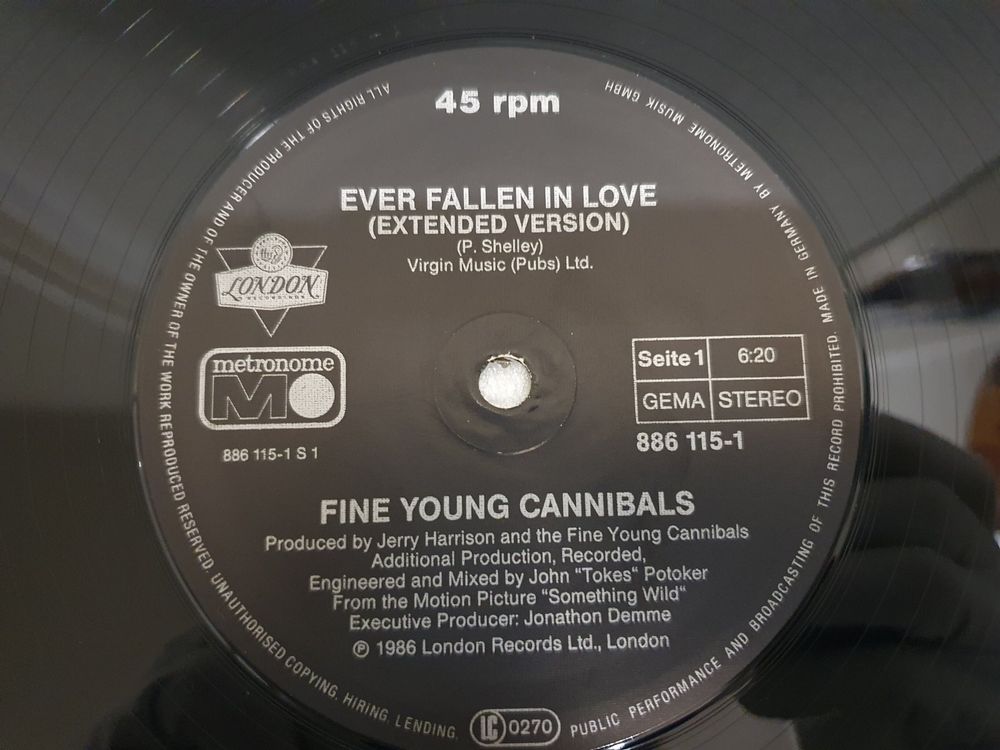 45 rpm
EVER FALLEN IN LOVE
(EXTENDED VERSION)
(P. Shelley)
Virgin Music (Pubs) Ltd.
LONDON
RECORDINGS
metronome
886 115-1 S 1
Seite 1 6:20
GEMA STEREO
886 115-1
FINE YOUNG CANNIBALS
Produced by Jerry Harrison and the Fine Young Cannibals
Additional Production, Recorded,
Engineered and Mixed by John "Tokes" Potoker
From the Motion Picture "Something Wild"
Executive Producer: Jonathon Demme
℗ 1986 London Records Ltd., London
ALL RIGHTS OF THE PRODUCER AND OF THE OWNER OF THE WORK REPRODUCED RESERVED. UNAUTHORISED COPYING, HIRING, LENDING, PUBLIC PERFORMANCE AND BROADCASTING OF THIS RECORD PROHIBITED. MADE IN GERMANY BY METRONOME MUSIK GMBH
LC 0270